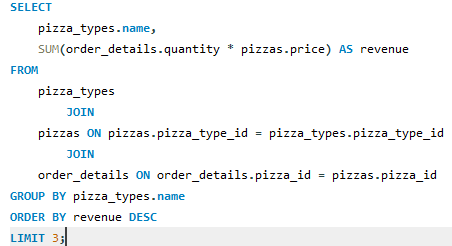 SELECT
    pizza_types.name,
    SUM(order_details.quantity * pizzas.price) AS revenue
FROM
    pizza_types
        JOIN
    pizzas ON pizzas.pizza_type_id = pizza_types.pizza_type_id
        JOIN
    order_details ON order_details.pizza_id = pizzas.pizza_id
GROUP BY pizza_types.name
ORDER BY revenue DESC
LIMIT 3;